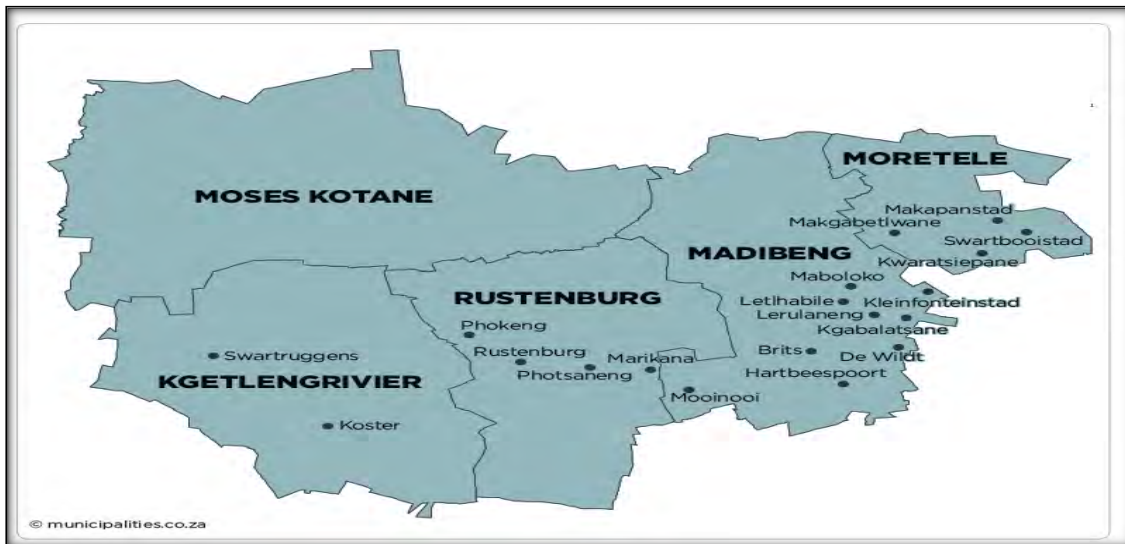 MORETELE
MOSES KOTANE
Makapanstad
Makgabetlwane
Swartbooistad
MADIBENG
Kwaratsiepane
Maboloko
RUSTENBURG
Letlhabile
Kleinfonteinstad
Lerulaneng
Phokeng
Kgabalatsane
Swartruggens
Rustenburg
Marikana
Brits
De Wildt
Photsaneng
Hartbeespoort
KGETLENGRIVIER
Mooinooi
Koster
© municipalities.co.za